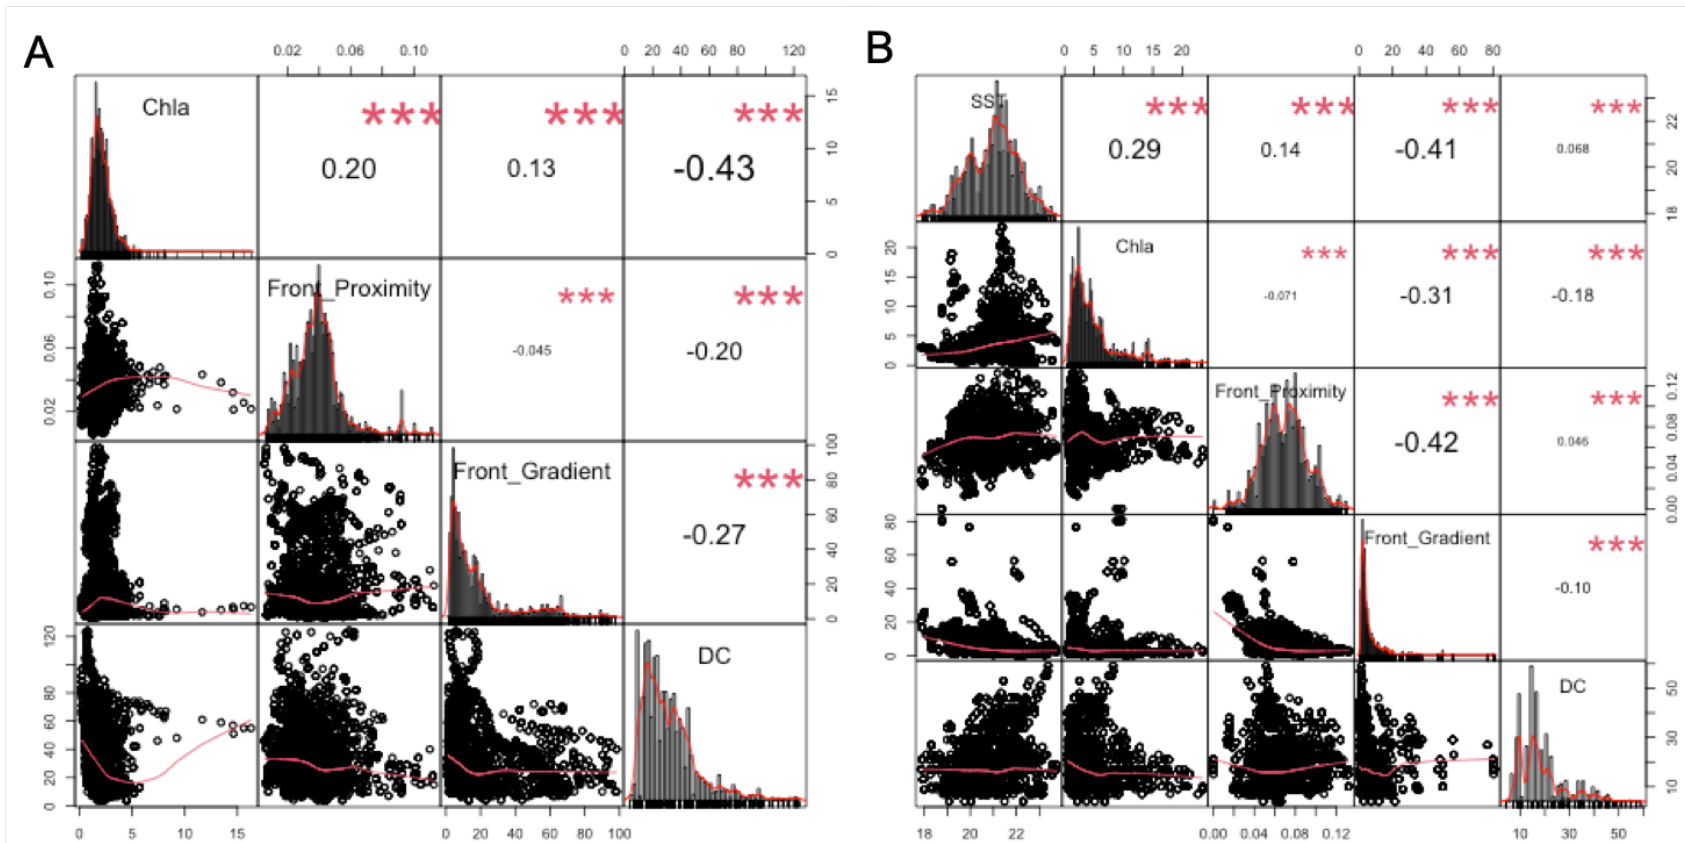 A
B
0.02 0.06 0.10
0 20 40 60 80 120
0 5 10 15 20
0 20 40 60 80
Chla
***
0.20
***
0.13
***
-0.43
0 5 10 15
SST
***
0.29
***
0.14
***
-0.41
***
0.068
18 20 22
0.02 0.06 0.10
Front_Proximity
***
-0.045
***
-0.20
0 5 10 15 20
Chla
***
-0.071
***
-0.31
***
-0.18
Front_Gradient
***
-0.27
0 20 40 60 80 100
Front_Proximity
***
-0.42
***
0.046
0.00 0.04 0.08 0.12
0 20 40 60 80
Front_Gradient
***
-0.10
0 20 40 60 80 120
DC
DC
10 30 50
0 5 10 15
0 20 40 60 80 100
18 20 22
0.00 0.04 0.08 0.12
10 30 50